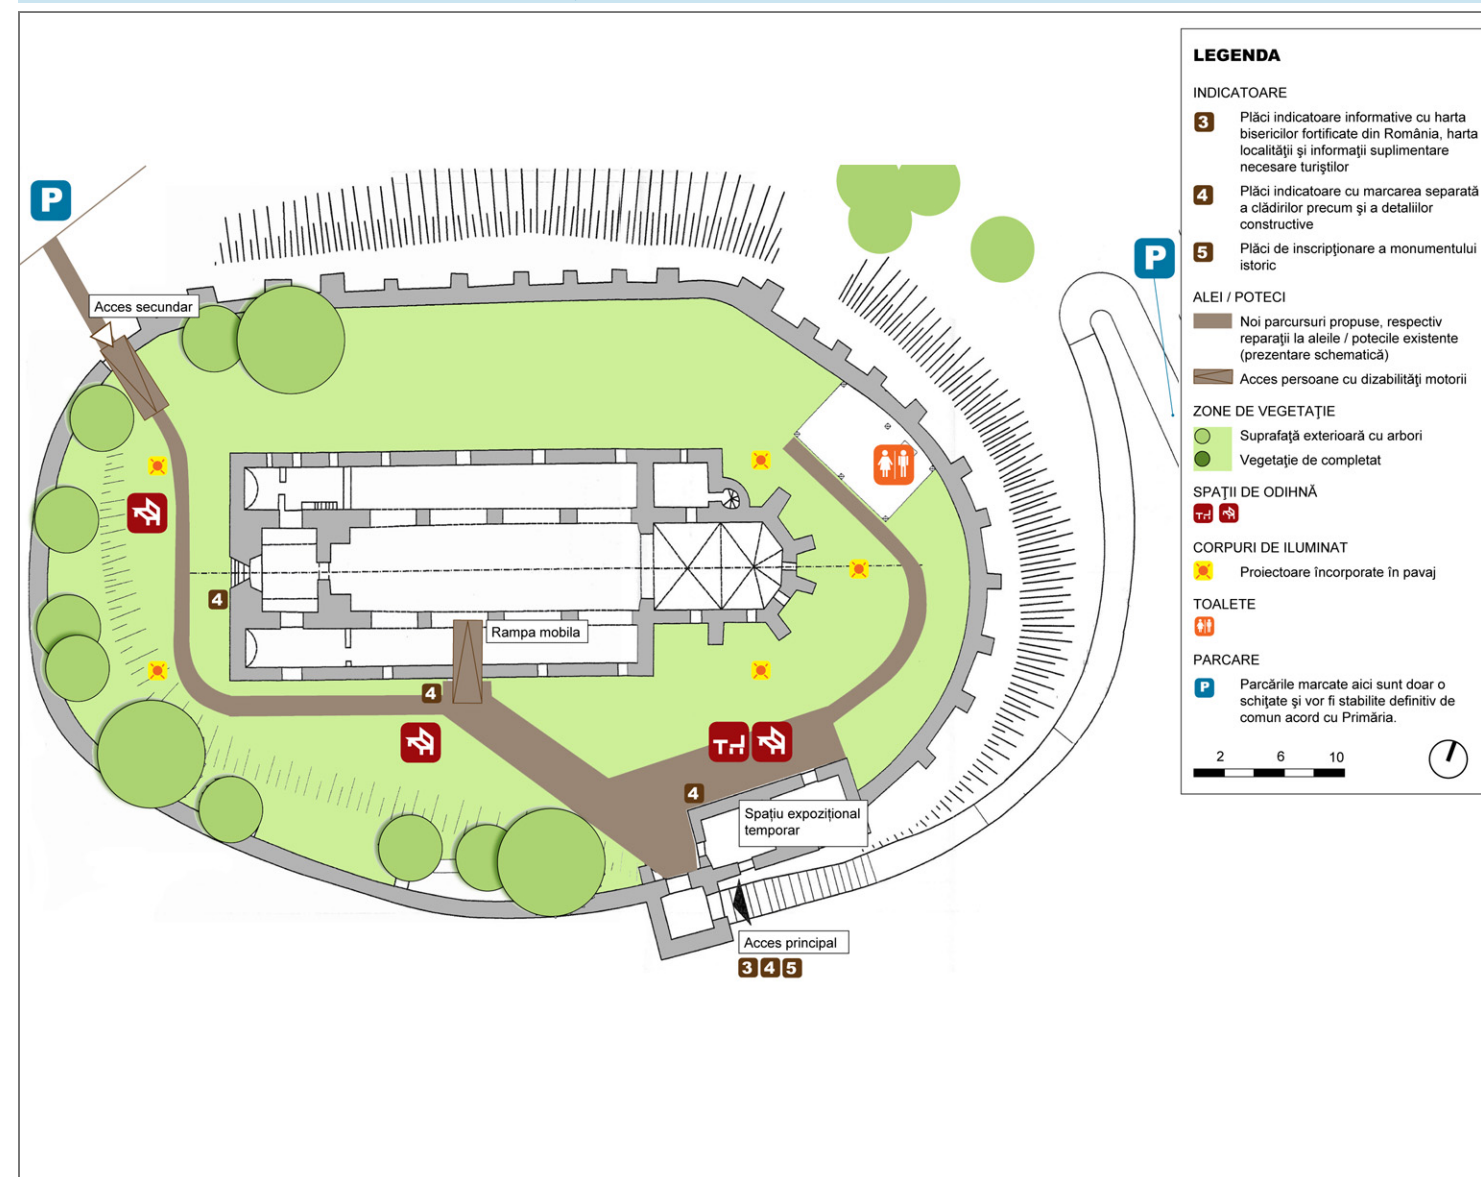 LEGENDA
INDICATOARE
3 Plăci indicatoare informative cu harta
bisericilor fortificate din România, harta
localităţii şi informaţii suplimentare
necesare turiştilor
4 Plăci indicatoare cu marcarea separată
a clădirilor precum şi a detaliilor
constructive
5 Plăci de inscripţionare a monumentului
istoric
ALEI / POTECI
Noi parcursuri propuse, respectiv
reparaţii la aleile / potecile existente
(prezentare schematică)
Acces persoane cu dizabilităţi motorii
ZONE DE VEGETAŢIE
Suprafaţă exterioară cu arbori
Vegetaţie de completat
SPAŢII DE ODIHNĂ
CORPURI DE ILUMINAT
Proiectoare încorporate în pavaj
TOALETE
PARCARE
P Parcările marcate aici sunt doar o
schiţate şi vor fi stabilite definitiv de
comun acord cu Primăria.
2 6 10
P
P
Acces secundar
4
Rampa mobila
4
4
Spațiu expozițional
temporar
Acces principal
3 4 5